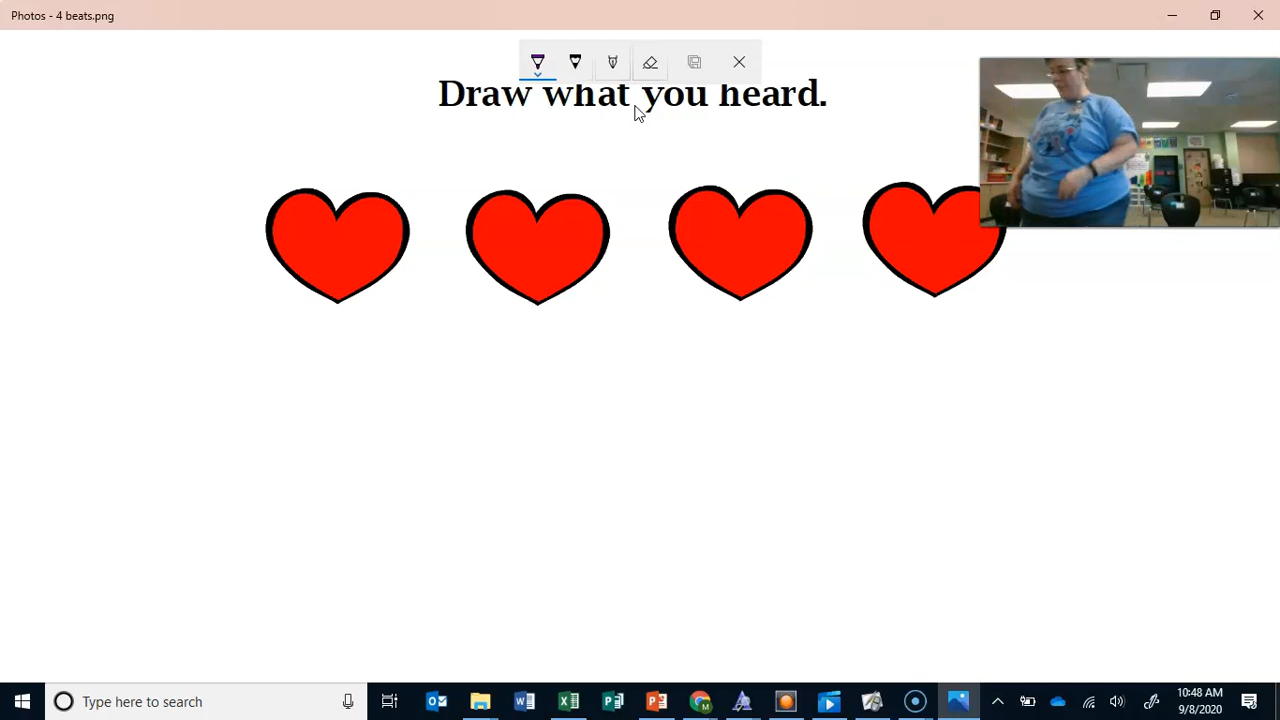 Photos - 4 beats.png
Draw what you heard.
Type here to search
10:48 AM
9/8/2020